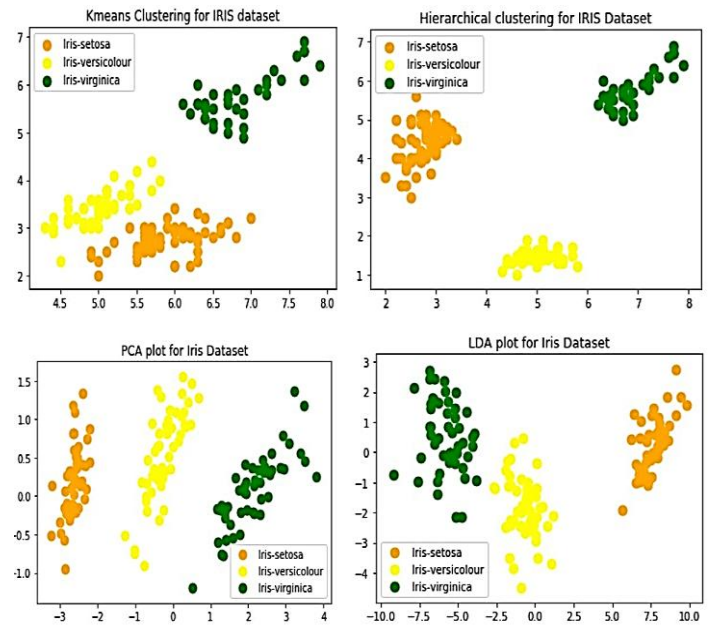 Kmeans Clustering for IRIS dataset
Iris-setosa
Iris-versicolour
Iris-virginica
7
6
5
4
3
2
4.5 5.0 5.5 6.0 6.5 7.0 7.5 8.0
Hierarchical clustering for IRIS Dataset
Iris-setosa
Iris-versicolour
Iris-virginica
7
6
5
4
3
2
1
2 3 4 5 6 7 8
PCA plot for Iris Dataset
1.5
1.0
0.5
0.0
-0.5
-1.0
Iris-setosa
Iris-versicolour
Iris-virginica
−3 −2 −1 0 1 2 3 4
LDA plot for Iris Dataset
3
2
1
0
−1
−2
−3
−4
Iris-setosa
Iris-versicolour
Iris-virginica
−10.0 −7.5 −5.0 −2.5 0.0 2.5 5.0 7.5 10.0